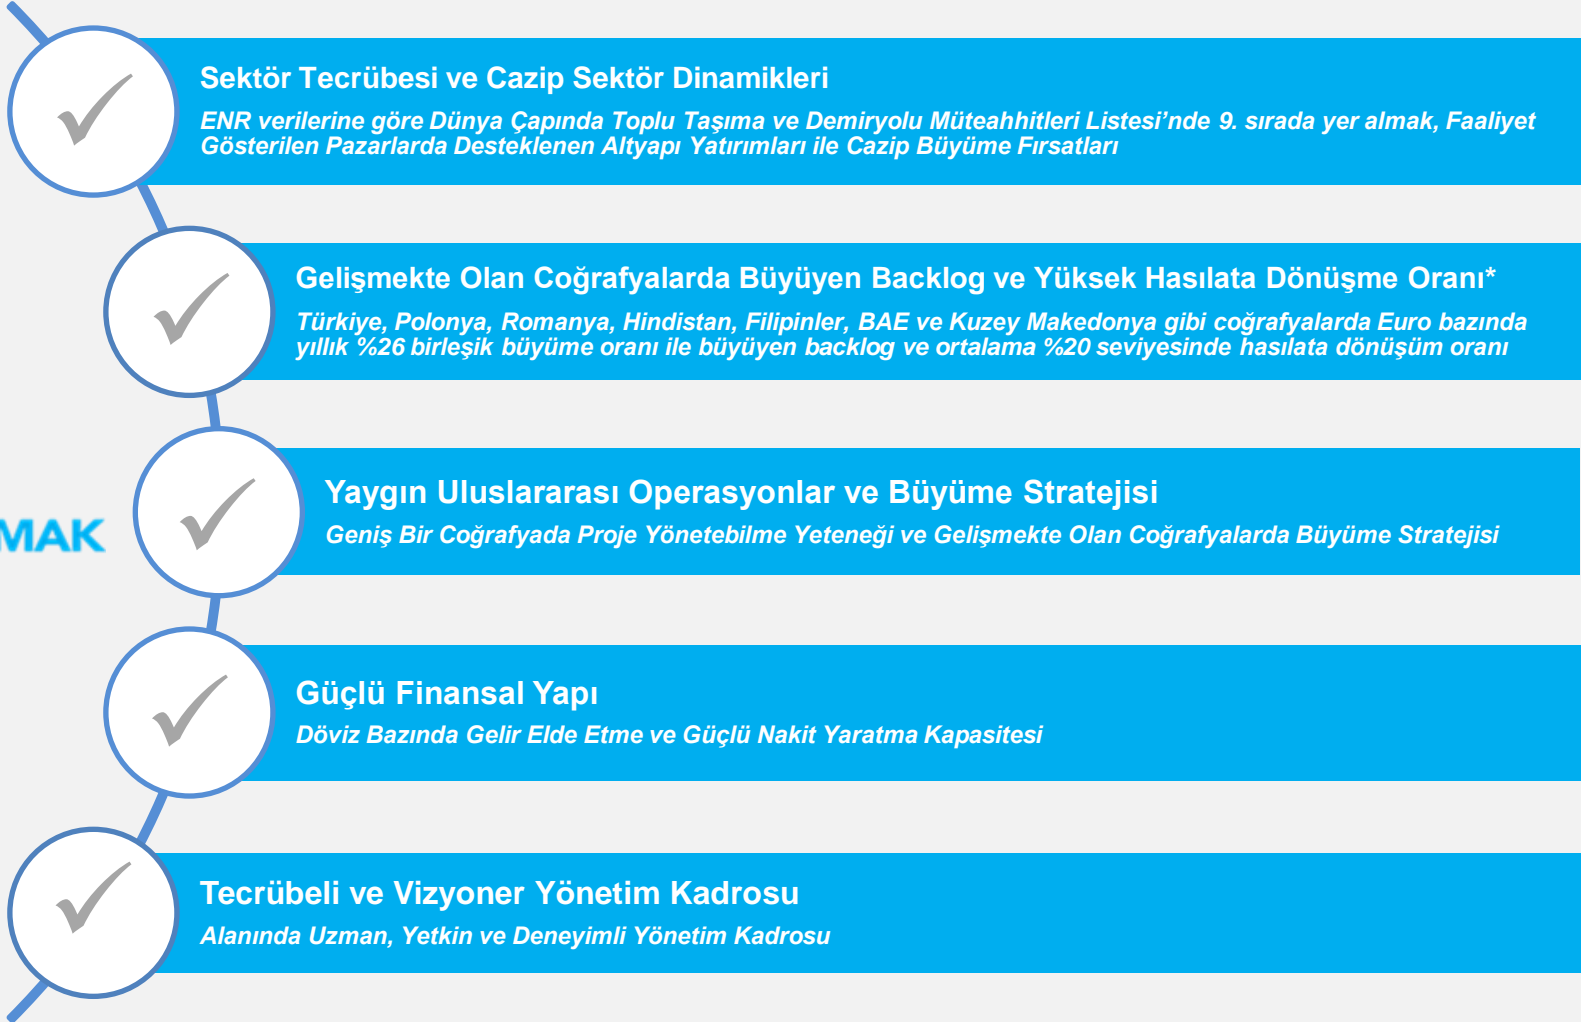 Sektör Tecrübesi ve Cazip Sektör Dinamikleri
ENR verilerine göre Dünya Çapında Toplu Taşıma ve Demiryolu Müteahhitleri Listesi’nde 9. sırada yer almak, Faaliyet
Gösterilen Pazarlarda Desteklenen Altyapı Yatırımları ile Cazip Büyüme Fırsatları
Gelişmekte Olan Coğrafyalarda Büyüyen Backlog ve Yüksek Hasılata Dönüşme Oranı*
Türkiye, Polonya, Romanya, Hindistan, Filipinler, BAE ve Kuzey Makedonya gibi coğrafyalarda Euro bazında
yıllık %26 birleşik büyüme oranı ile büyüyen backlog ve ortalama %20 seviyesinde hasılata dönüşüm oranı
MAK
Yaygın Uluslararası Operasyonlar ve Büyüme Stratejisi
Geniş Bir Coğrafyada Proje Yönetebilme Yeteneği ve Gelişmekte Olan Coğrafyalarda Büyüme Stratejisi
Güçlü Finansal Yapı
Döviz Bazında Gelir Elde Etme ve Güçlü Nakit Yaratma Kapasitesi
Tecrübeli ve Vizyoner Yönetim Kadrosu
Alanında Uzman, Yetkin ve Deneyimli Yönetim Kadrosu